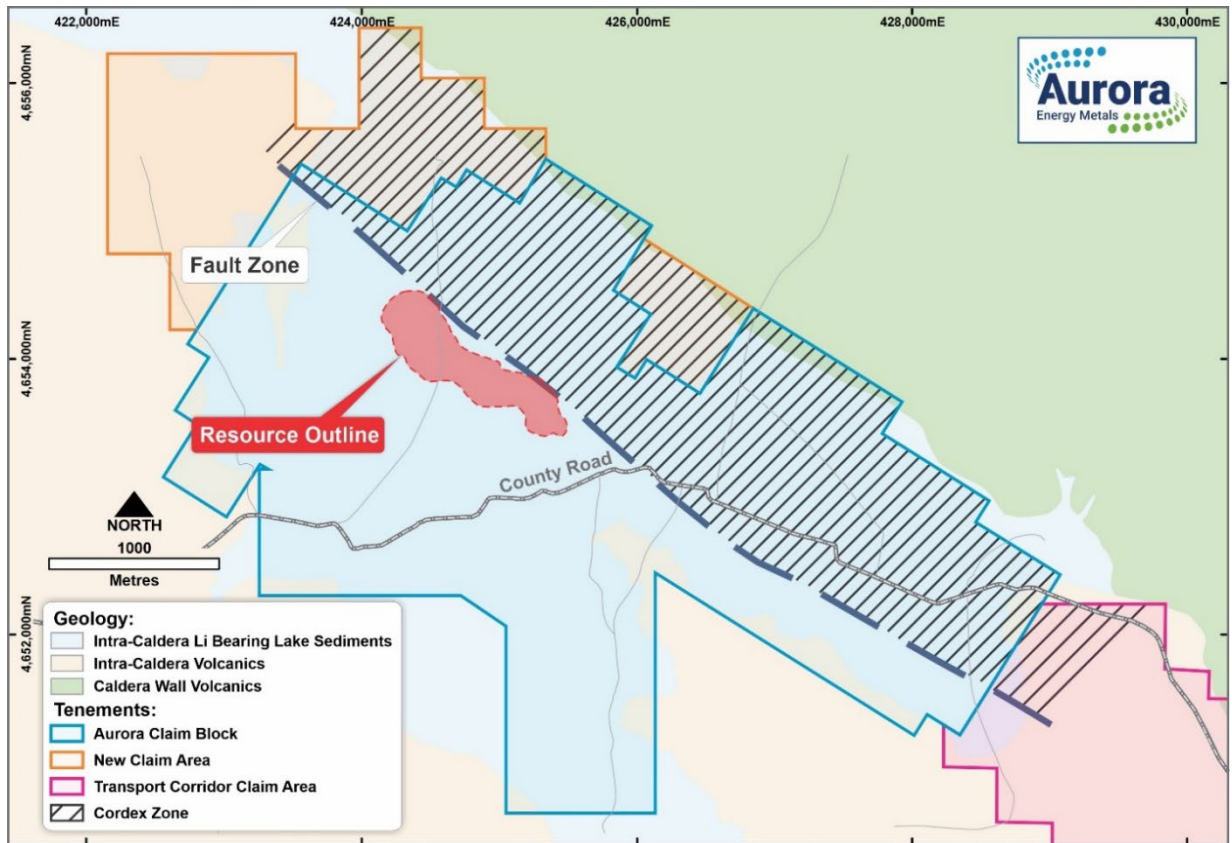 422,000mE
424,000mE
426,000mE
428,000mE
430,000mE
4,656,000mN
4,654,000mN
4,652,000mN
Aurora
Energy Metals
Fault Zone
Resource Outline
County Road
NORTH
1000
Metres
Geology:
Intra-Caldera Li Bearing Lake Sediments
Intra-Caldera Volcanics
Caldera Wall Volcanics
Tenements:
Aurora Claim Block
New Claim Area
Transport Corridor Claim Area
Cordex Zone